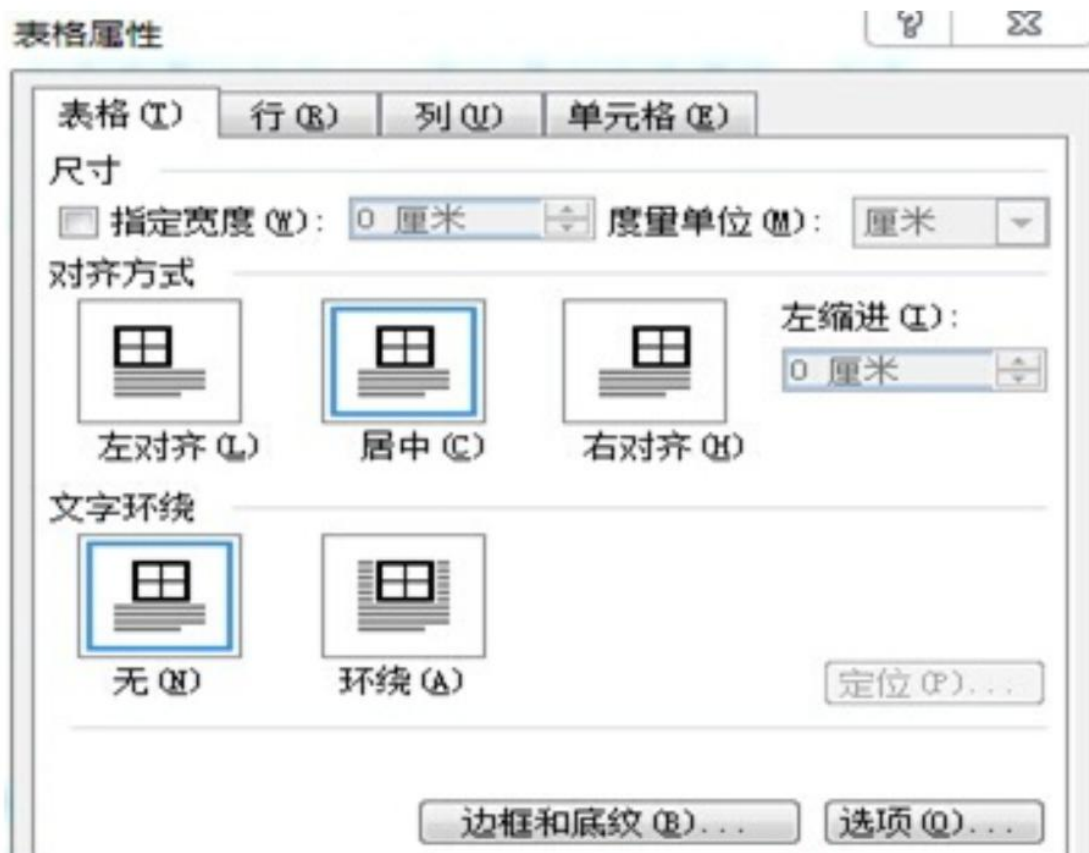 表格属性
表格(T) 行(R) 列(U) 单元格(E)
尺寸
指定宽度(W): 0 厘米 度量单位(M): 厘米
对齐方式
左缩进(I):
0 厘米
左对齐(L) 居中(C) 右对齐(H)
文字环绕
无(N) 环绕(A)
定位(P)...
边框和底纹(B)... 选项(O)...